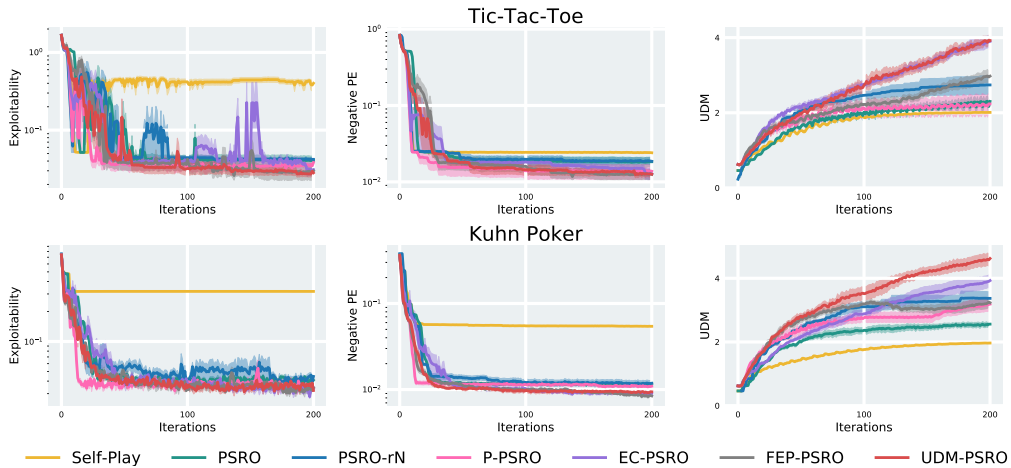 Tic-Tac-Toe
Exploitability
10⁰
10⁻¹
0 100 200
Iterations
Negative PE
10⁰
10⁻¹
10⁻²
0 100 200
Iterations
UDM
4
2
0
0 100 200
Iterations
Kuhn Poker
Exploitability
10⁻¹
0 100 200
Iterations
Negative PE
10⁻¹
10⁻²
0 100 200
Iterations
UDM
4
2
0
0 100 200
Iterations
Self-Play PSRO PSRO-rN P-PSRO EC-PSRO FEP-PSRO UDM-PSRO